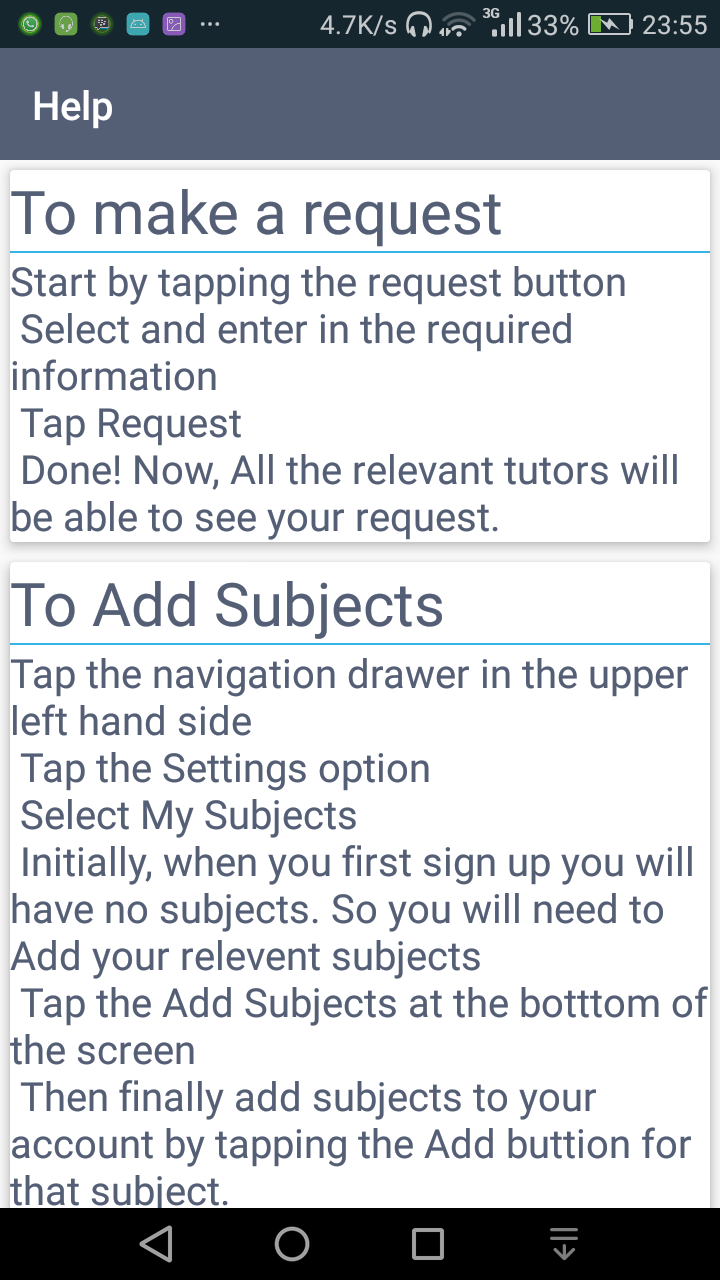 4.7K/s 3G 33% 23:55
Help
To make a request
Start by tapping the request button
Select and enter in the required
information
Tap Request
Done! Now, All the relevant tutors will
be able to see your request.
To Add Subjects
Tap the navigation drawer in the upper
left hand side
Tap the Settings option
Select My Subjects
Initially, when you first sign up you will
have no subjects. So you will need to
Add your relevent subjects
Tap the Add Subjects at the botttom of
the screen
Then finally add subjects to your
account by tapping the Add buttion for
that subject.